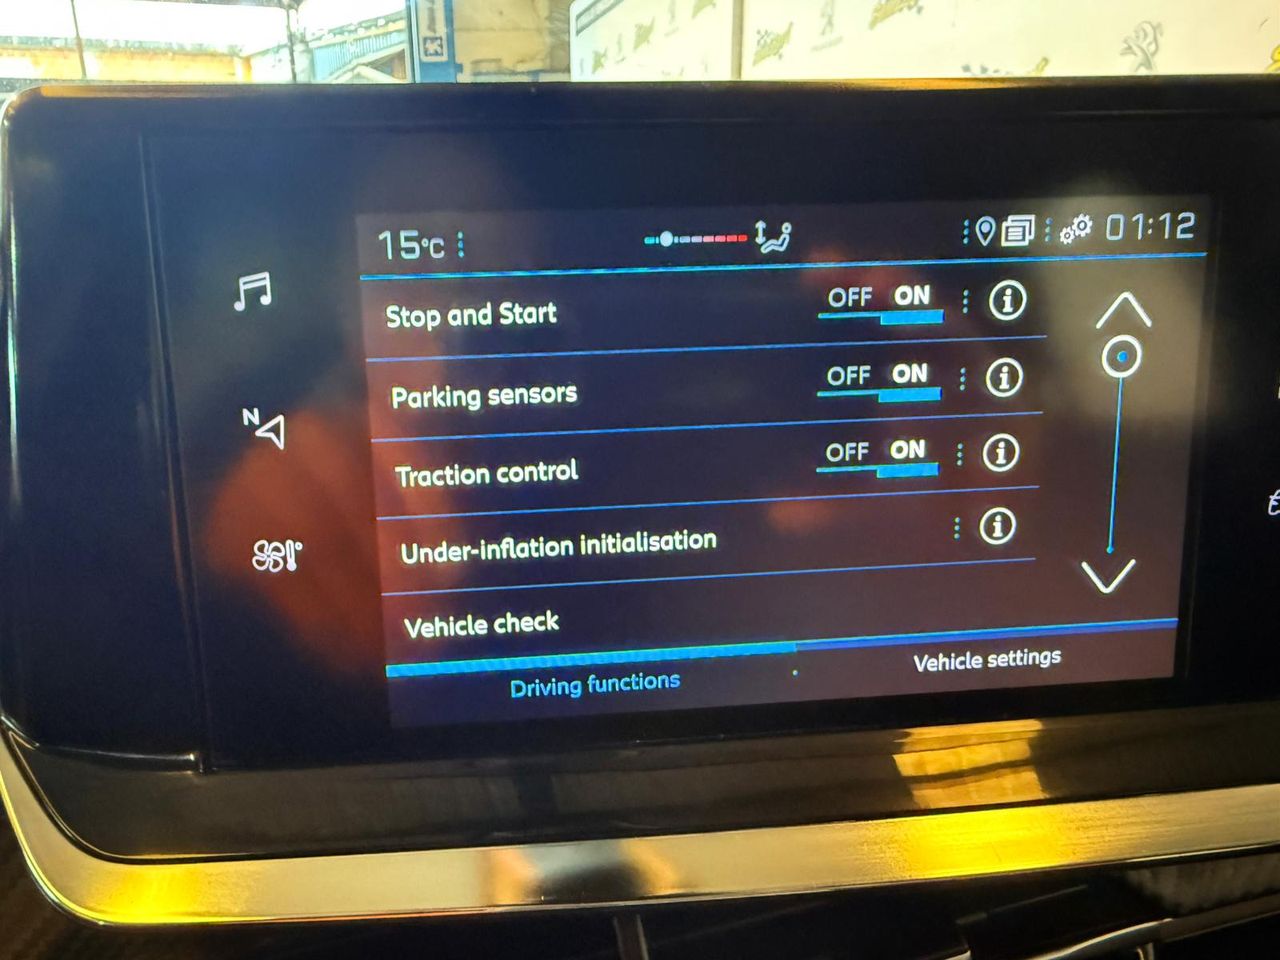 15°C 01:12
Stop and Start OFF ON
Parking sensors OFF ON
Traction control OFF ON
Under-inflation initialisation
Vehicle check
Driving functions Vehicle settings
N